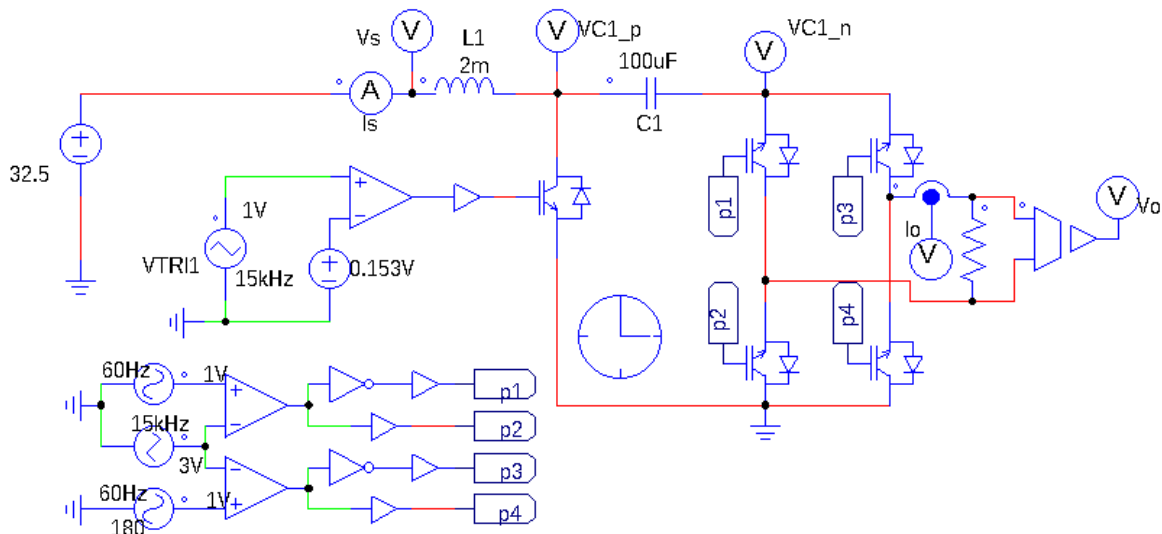 V
V
V
VC1_p
VC1_n
Vs
L1
2m
100uF
A
Is
C1
32.5
p1
p3
1V
V
Vo
Io
V
VTRI1
15kHz
0.153V
p2
p4
60Hz
1V
p1
15kHz
p2
3V
p3
60Hz
1V
p4
180